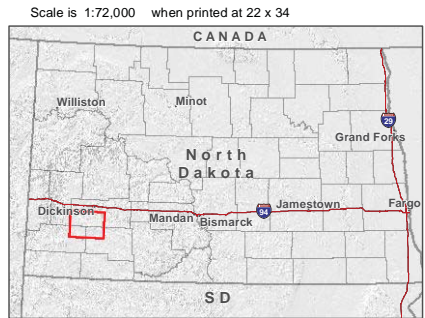 Scale is 1:72,000 when printed at 22 x 34
CANADA
Williston
Minot
29
Grand Forks
North
Dakota
Dickinson
Mandan
Bismarck
94
Jamestown
Fargo
SD